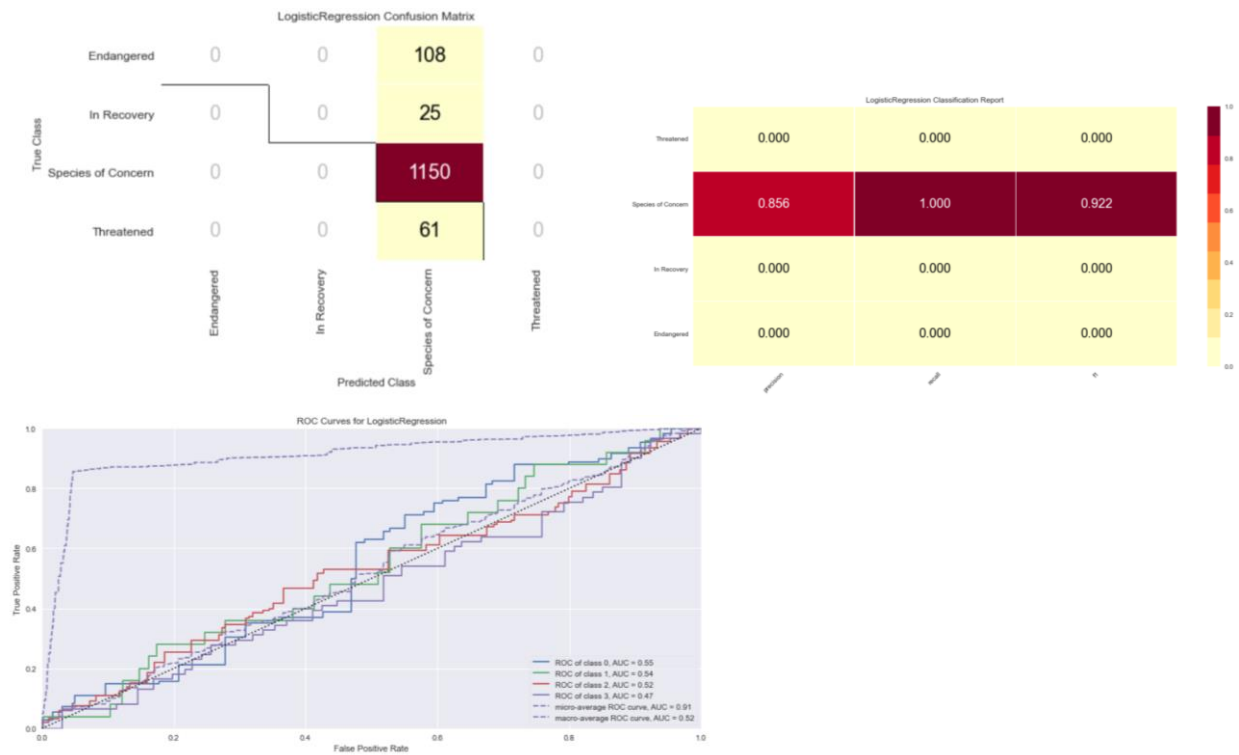 LogisticRegression Confusion Matrix
True Class
Endangered 0 0 108 0
In Recovery 0 0 25 0
Species of Concern 0 0 1150 0
Threatened 0 0 61 0
Endangered
In Recovery
Species of Concern
Threatened
Predicted Class
LogisticRegression Classification Report
Threatened 0.000 0.000 0.000
Species of Concern 0.856 1.000 0.922
In Recovery 0.000 0.000 0.000
Endangered 0.000 0.000 0.000
precision
recall
f1
1.0
0.8
0.6
0.4
0.2
0.0
ROC Curves for LogisticRegression
True Positive Rate
1.0
0.8
0.6
0.4
0.2
0.0
0.0 0.2 0.4 0.6 0.8 1.0
False Positive Rate
ROC of class 0, AUC = 0.55
ROC of class 1, AUC = 0.54
ROC of class 2, AUC = 0.52
ROC of class 3, AUC = 0.47
micro-average ROC curve, AUC = 0.91
macro-average ROC curve, AUC = 0.52